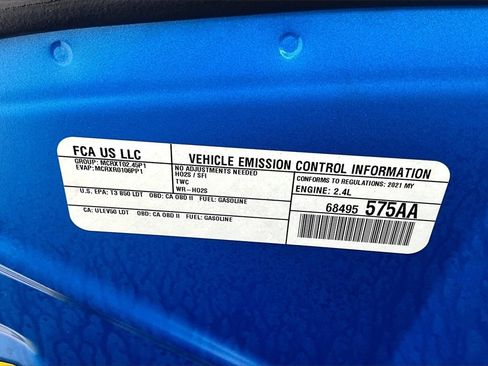 FCA US LLC
GROUP: MCRXT02.45P1
EVAP: MCRXR0106PP1
VEHICLE EMISSION CONTROL INFORMATION
NO ADJUSTMENTS NEEDED
HO2S / SFI
TWC
WR-HO2S
CONFORMS TO REGULATIONS: 2021 MY
ENGINE: 2.4L
U.S. EPA: T3 B50 LDT OBD: CA OBD II FUEL: GASOLINE
CA: ULEV50 LDT OBD: CA OBD II FUEL: GASOLINE
68495 575AA